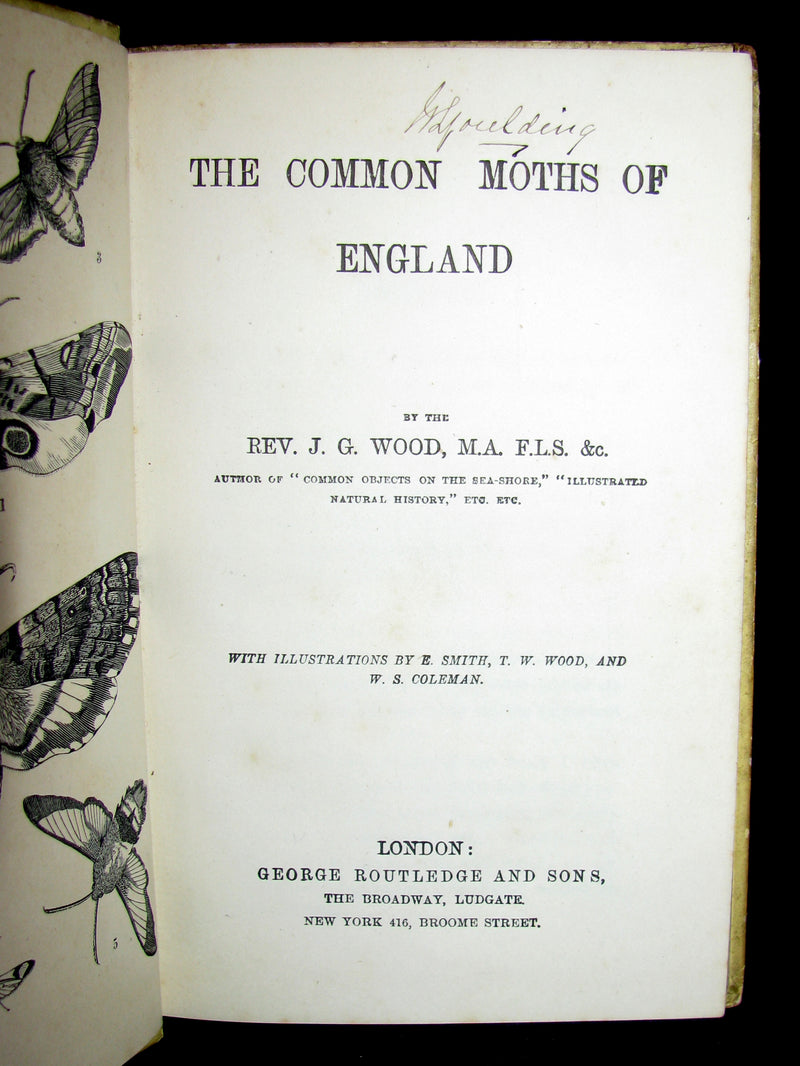 THE COMMON MOTHS OF
ENGLAND
BY THE
REV. J. G. WOOD, M.A. F.L.S. &c.
AUTHOR OF "COMMON OBJECTS ON THE SEA-SHORE," "ILLUSTRATED
NATURAL HISTORY," ETC. ETC.
WITH ILLUSTRATIONS BY E. SMITH, T. W. WOOD, AND
W. S. COLEMAN.
LONDON:
GEORGE ROUTLEDGE AND SONS,
THE BROADWAY, LUDGATE.
NEW YORK 416, BROOME STREET.
3
5